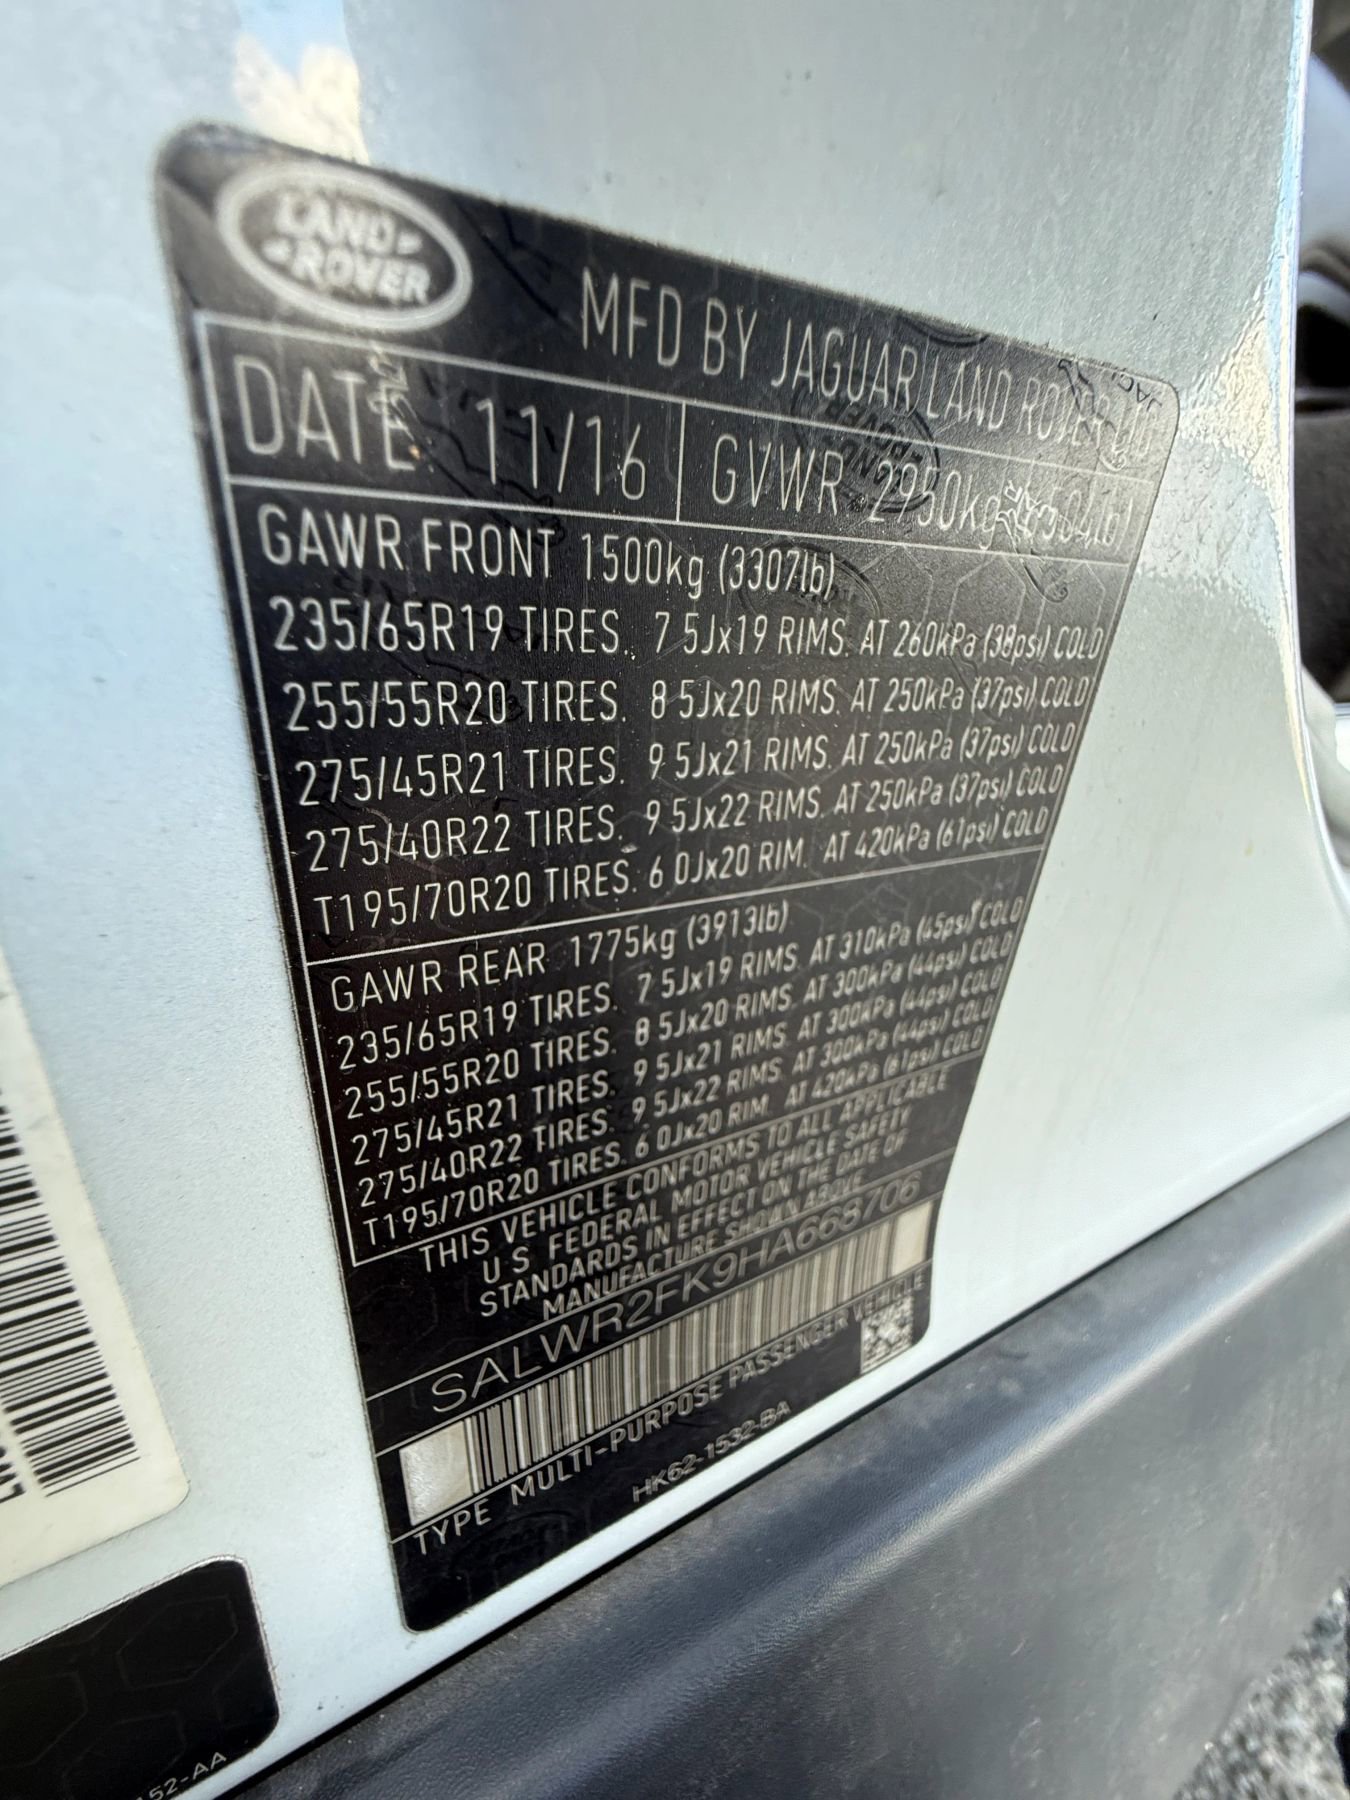 LAND
ROVER
MFD BY JAGUAR LAND ROVER LTD
DATE: 11/16 GVWR 2950kg (6504lb)
GAWR FRONT 1500kg (3307lb)
235/65R19 TIRES. 7.5Jx19 RIMS. AT 260kPa (38psi) COLD
255/55R20 TIRES. 8.5Jx20 RIMS. AT 250kPa (37psi) COLD
275/45R21 TIRES. 9.5Jx21 RIMS. AT 250kPa (37psi) COLD
275/40R22 TIRES. 9.5Jx22 RIMS. AT 250kPa (37psi) COLD
T195/70R20 TIRES. 6.0Jx20 RIM. AT 420kPa (61psi) COLD
GAWR REAR 1775kg (3913lb)
235/65R19 TIRES. 7.5Jx19 RIMS. AT 310kPa (45psi) COLD
255/55R20 TIRES. 8.5Jx20 RIMS. AT 300kPa (44psi) COLD
275/45R21 TIRES. 9.5Jx21 RIMS. AT 300kPa (44psi) COLD
275/40R22 TIRES. 9.5Jx22 RIMS. AT 300kPa (44psi) COLD
T195/70R20 TIRES. 6.0Jx20 RIM. AT 420kPa (61psi) COLD
THIS VEHICLE CONFORMS TO ALL APPLICABLE
U.S. FEDERAL MOTOR VEHICLE SAFETY
STANDARDS IN EFFECT ON THE DATE OF
MANUFACTURE SHOWN ABOVE
SALWR2FK9HA668706
TYPE MULTI-PURPOSE PASSENGER VEHICLE
HK62-1532-BA
152-AA